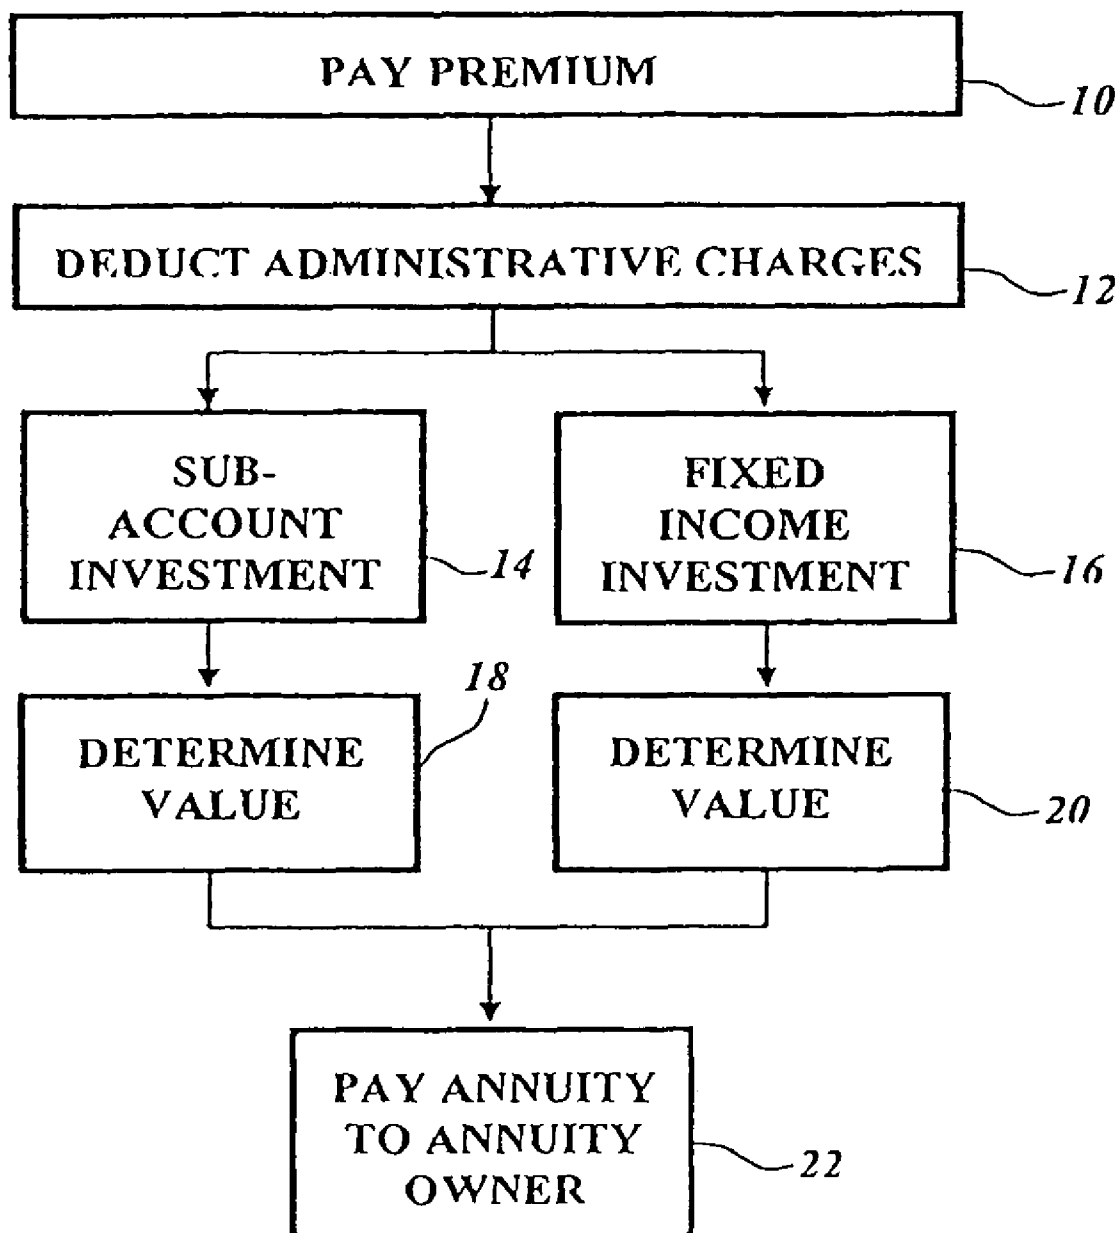 PAY PREMIUM
10
DEDUCT ADMINISTRATIVE CHARGES
12
SUB-
ACCOUNT
INVESTMENT
14
FIXED
INCOME
INVESTMENT
16
18
DETERMINE
VALUE
DETERMINE
VALUE
20
PAY ANNUITY
TO ANNUITY
OWNER
22